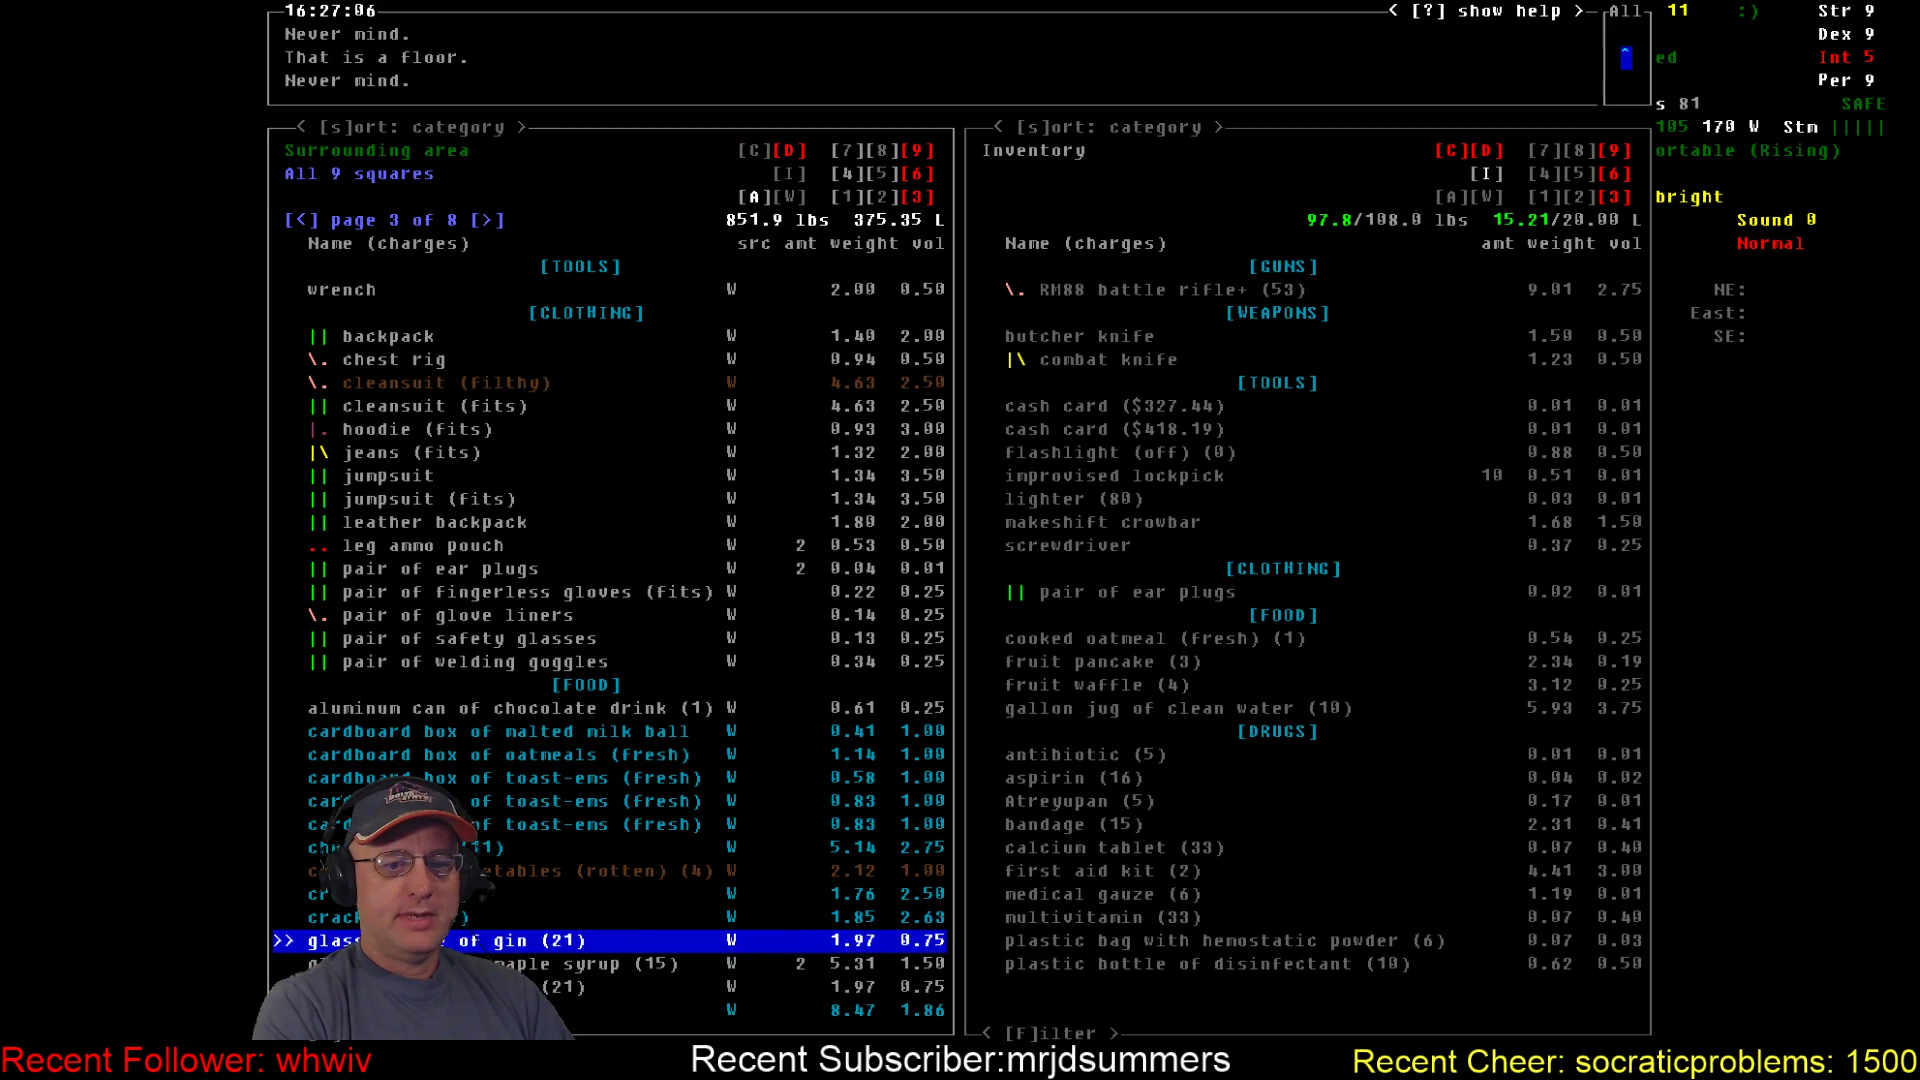 16:27:06
< [?] show help >
All
11 :) Str 9
Never mind.
Dex 9
That is a floor.
^
ed Int 5
Never mind.
Per 9
s 81 SAFE
105 170 W Stm |||||
ortable (Rising)
bright
Sound 0
Normal
NE:
East:
SE:
< [s]ort: category >
Surrounding area [C][D] [7][8][9]
All 9 squares [I] [4][5][6]
[A][W] [1][2][3]
[<] page 3 of 8 [>] 851.9 lbs 375.35 L
Name (charges) src amt weight vol
[TOOLS]
wrench W 2.00 0.50
[CLOTHING]
|| backpack W 1.40 2.00
\. chest rig W 0.94 0.50
\. cleansuit (filthy) W 4.63 2.50
|| cleansuit (fits) W 4.63 2.50
|. hoodie (fits) W 0.93 3.00
|\ jeans (fits) W 1.32 2.00
|| jumpsuit W 1.34 3.50
|| jumpsuit (fits) W 1.34 3.50
|| leather backpack W 1.80 2.00
.. leg ammo pouch W 2 0.53 0.50
|| pair of ear plugs W 2 0.04 0.01
|| pair of fingerless gloves (fits) W 0.22 0.25
\. pair of glove liners W 0.14 0.25
|| pair of safety glasses W 0.13 0.25
|| pair of welding goggles W 0.34 0.25
[FOOD]
aluminum can of chocolate drink (1) W 0.61 0.25
cardboard box of malted milk ball W 0.41 1.00
cardboard box of oatmeals (fresh) W 1.14 1.00
cardboard box of toast-ems (fresh) W 0.58 1.00
of toast-ems (fresh) W 0.83 1.00
of toast-ems (fresh) W 0.83 1.00
W 5.14 2.75
(rotten) (4) W 2.12 1.00
W 1.76 2.50
W 1.85 2.63
>> of gin (21) W 1.97 0.75
maple syrup (15) W 2 5.31 1.50
(21) W 1.97 0.75
W 8.47 1.86
< [s]ort: category >
Inventory [C][D] [7][8][9]
[I] [4][5][6]
[A][W] [1][2][3]
97.8/108.0 lbs 15.21/20.00 L
Name (charges) amt weight vol
[GUNS]
\. RM88 battle rifle+ (53) 9.01 2.75
[WEAPONS]
butcher knife 1.50 0.50
|\ combat knife 1.23 0.50
[TOOLS]
cash card ($327.44) 0.01 0.01
cash card ($418.19) 0.01 0.01
flashlight (off) (0) 0.88 0.50
improvised lockpick 10 0.51 0.01
lighter (80) 0.03 0.01
makeshift crowbar 1.68 1.50
screwdriver 0.37 0.25
[CLOTHING]
|| pair of ear plugs 0.02 0.01
[FOOD]
cooked oatmeal (fresh) (1) 0.54 0.25
fruit pancake (3) 2.34 0.19
fruit waffle (4) 3.12 0.25
gallon jug of clean water (10) 5.93 3.75
[DRUGS]
antibiotic (5) 0.01 0.01
aspirin (16) 0.04 0.02
Atreyupan (5) 0.17 0.01
bandage (15) 2.31 0.41
calcium tablet (33) 0.07 0.40
first aid kit (2) 4.41 3.00
medical gauze (6) 1.19 0.01
multivitamin (33) 0.07 0.40
plastic bag with hemostatic powder (6) 0.07 0.03
plastic bottle of disinfectant (10) 0.62 0.50
< [F]ilter >
Recent Follower: whwiv
Recent Subscriber:mrjdsummers
Recent Cheer: socraticproblems: 1500